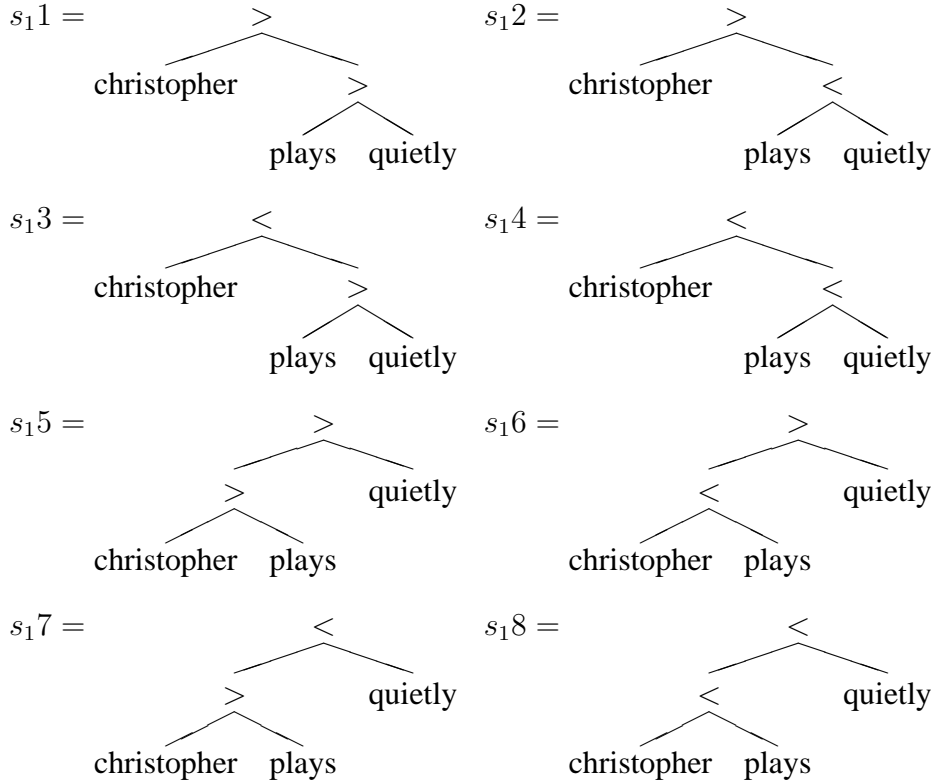 s₁1 = > s₁2 = >
christopher > christopher <
plays quietly plays quietly
s₁3 = < s₁4 = <
christopher > christopher <
plays quietly plays quietly
s₁5 = > s₁6 = >
> quietly < quietly
christopher plays christopher plays
s₁7 = < s₁8 = <
> quietly < quietly
christopher plays christopher plays